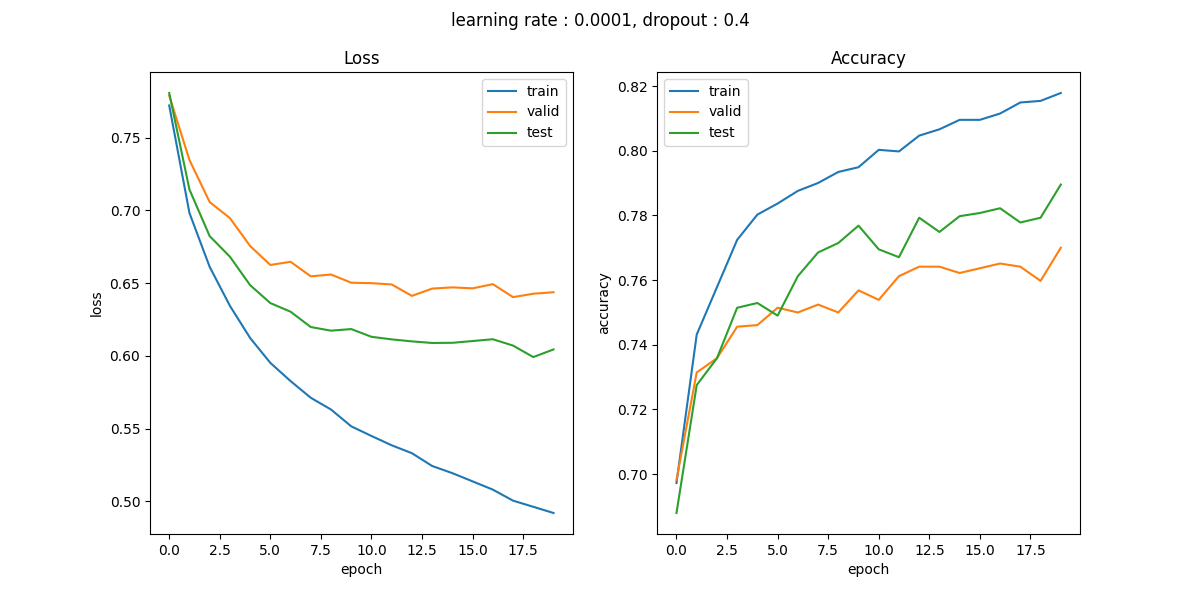 learning rate : 0.0001, dropout : 0.4
Loss
train
valid
test
0.75
0.70
0.65
0.60
0.55
0.50
loss
0.0 2.5 5.0 7.5 10.0 12.5 15.0 17.5
epoch
Accuracy
train
valid
test
0.82
0.80
0.78
0.76
0.74
0.72
0.70
accuracy
0.0 2.5 5.0 7.5 10.0 12.5 15.0 17.5
epoch